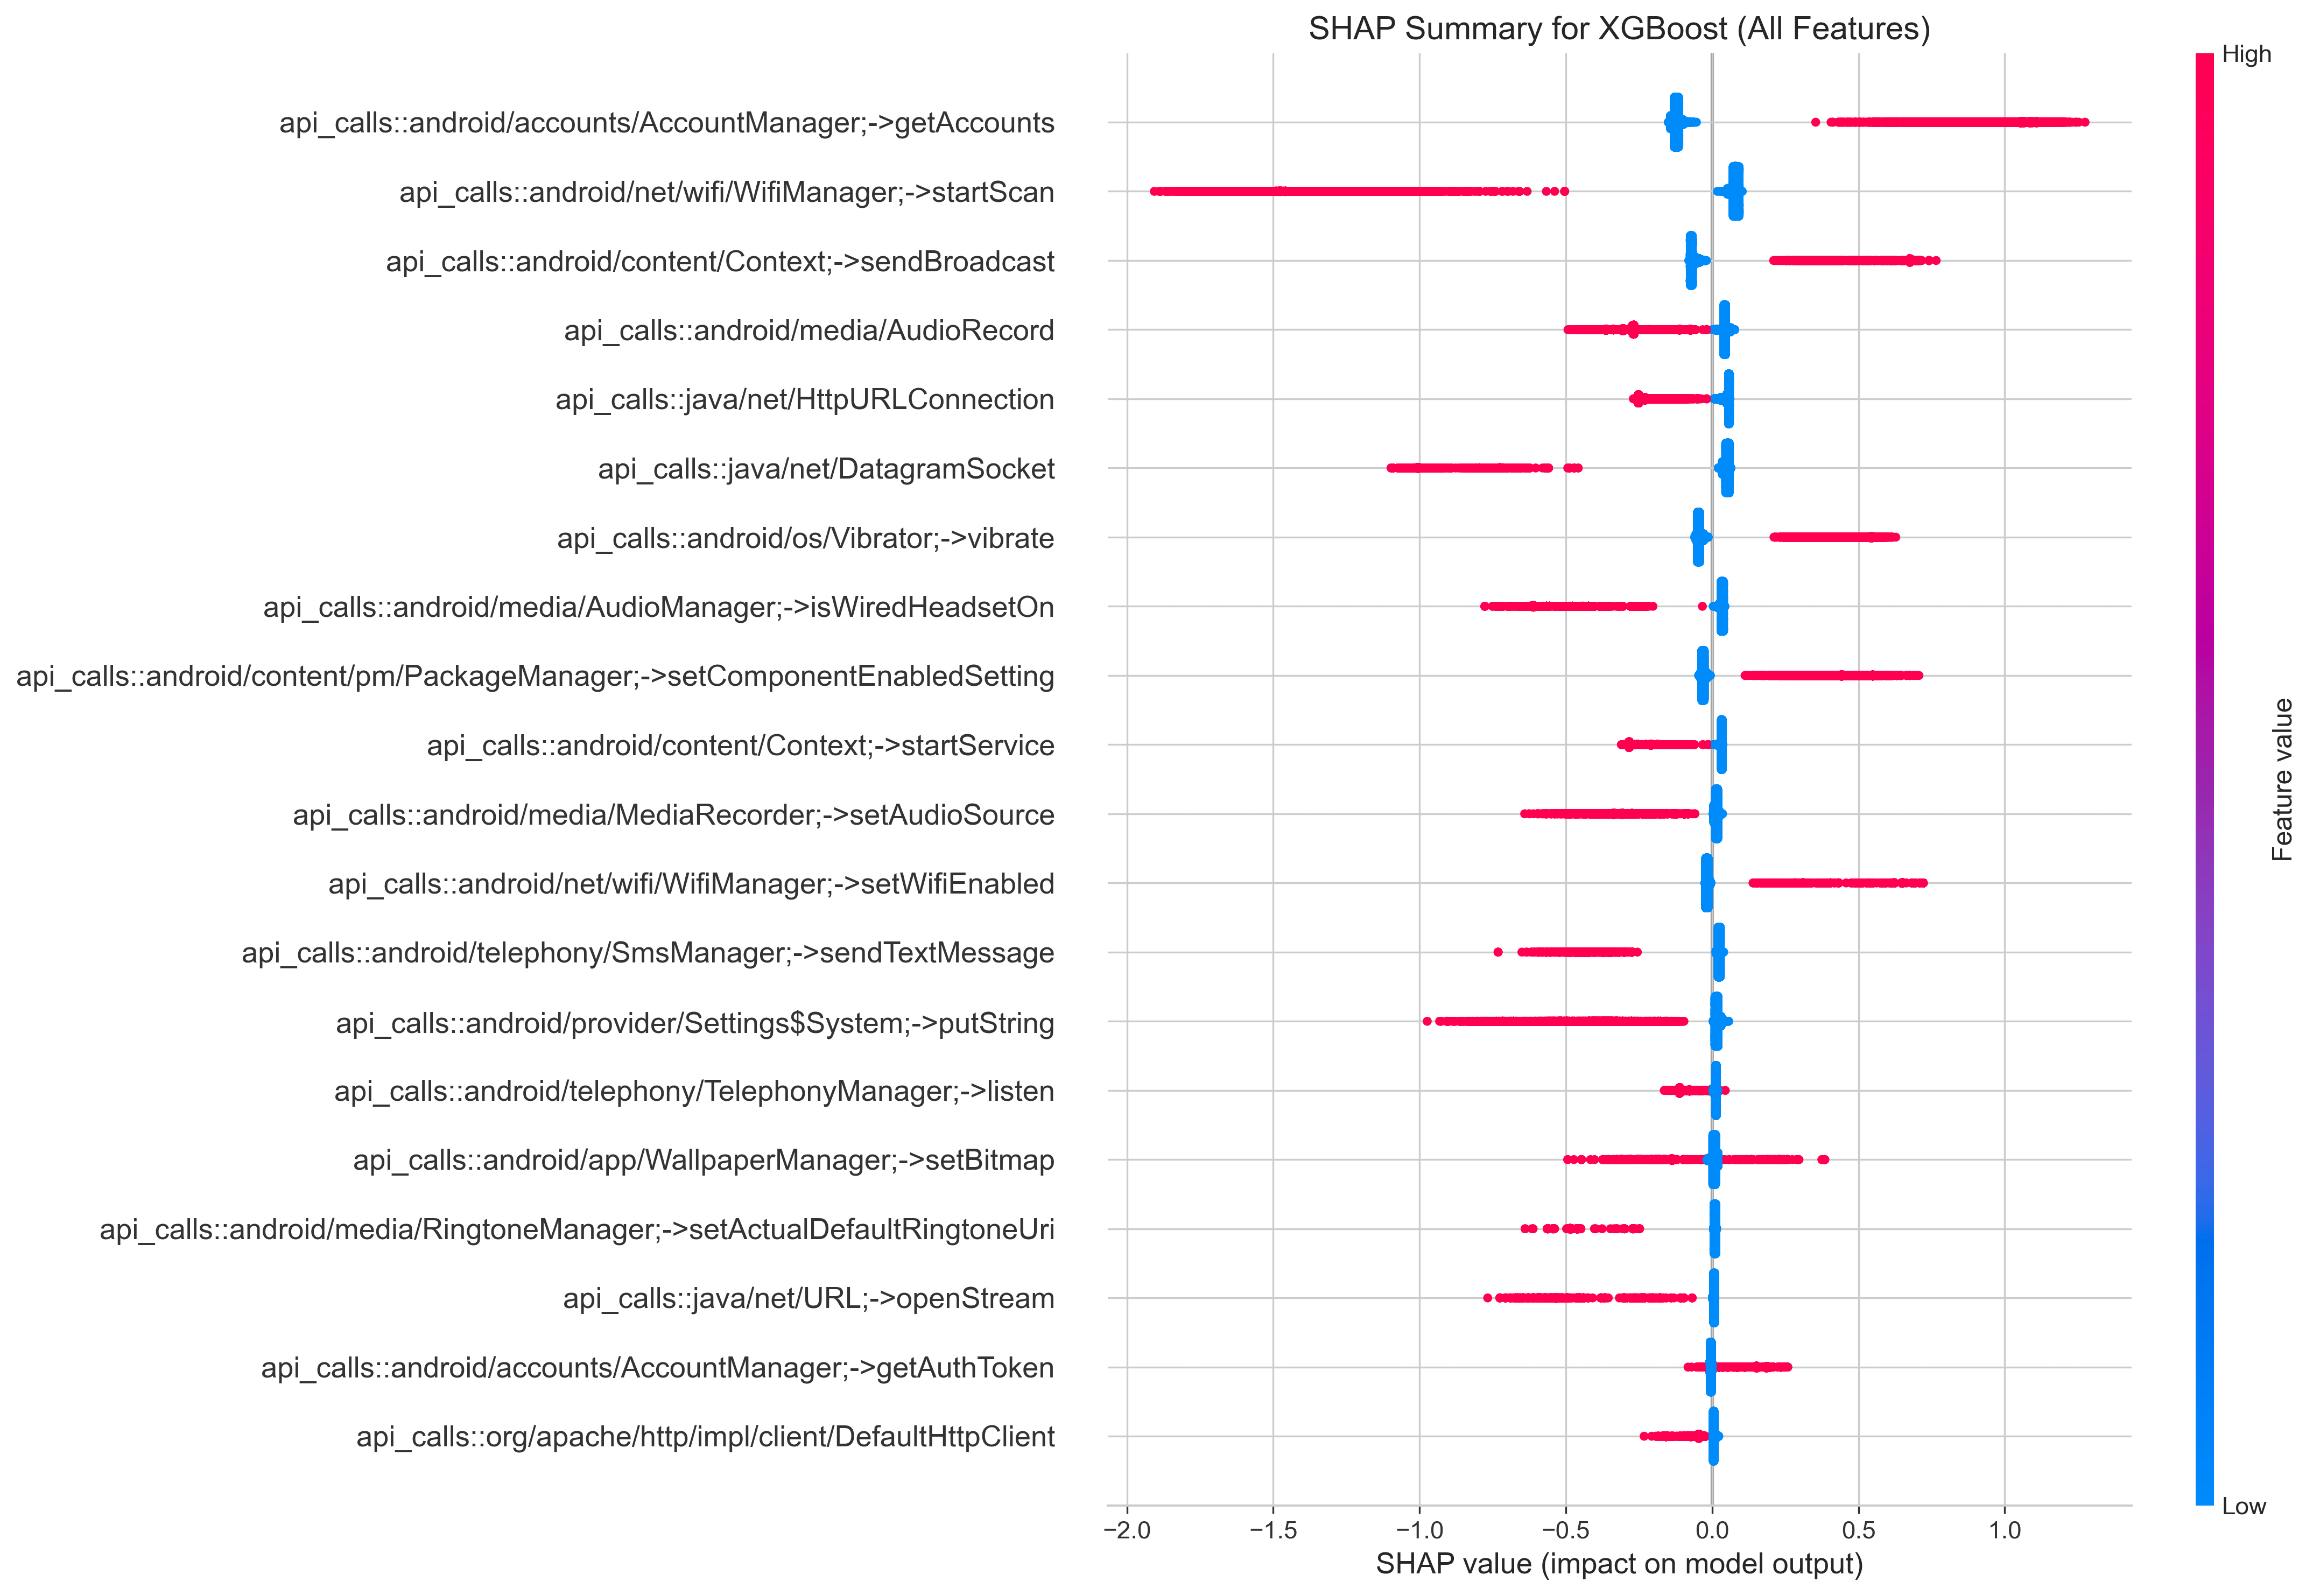 SHAP Summary for XGBoost (All Features)
High
api_calls::android/accounts/AccountManager;->getAccounts
api_calls::android/net/wifi/WifiManager;->startScan
api_calls::android/content/Context;->sendBroadcast
api_calls::android/media/AudioRecord
api_calls::java/net/HttpURLConnection
api_calls::java/net/DatagramSocket
api_calls::android/os/Vibrator;->vibrate
api_calls::android/media/AudioManager;->isWiredHeadsetOn
api_calls::android/content/pm/PackageManager;->setComponentEnabledSetting
api_calls::android/content/Context;->startService
api_calls::android/media/MediaRecorder;->setAudioSource
api_calls::android/net/wifi/WifiManager;->setWifiEnabled
api_calls::android/telephony/SmsManager;->sendTextMessage
api_calls::android/provider/Settings$System;->putString
api_calls::android/telephony/TelephonyManager;->listen
api_calls::android/app/WallpaperManager;->setBitmap
api_calls::android/media/RingtoneManager;->setActualDefaultRingtoneUri
api_calls::java/net/URL;->openStream
api_calls::android/accounts/AccountManager;->getAuthToken
api_calls::org/apache/http/impl/client/DefaultHttpClient
Feature value
Low
−2.0 −1.5 −1.0 −0.5 0.0 0.5 1.0
SHAP value (impact on model output)